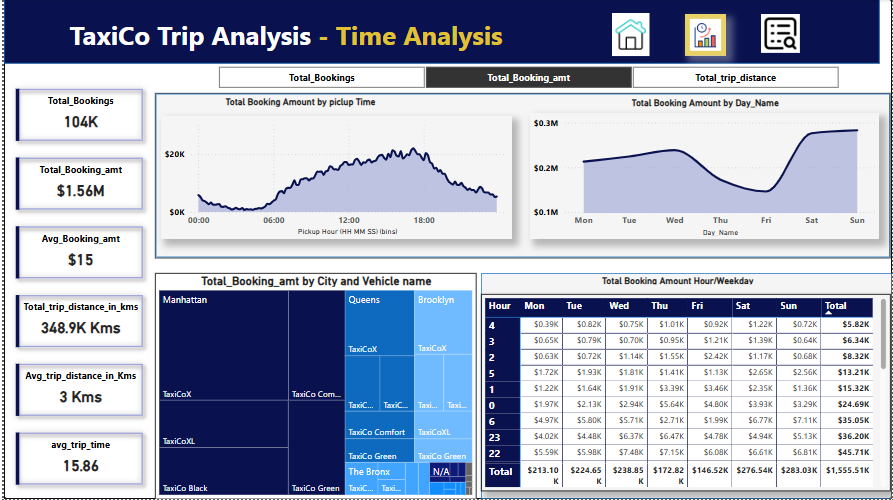 TaxiCo Trip Analysis - Time Analysis
Total_Bookings
Total_Booking_amt
Total_trip_distance
Total_Bookings
104K
Total_Booking_amt
$1.56M
Avg_Booking_amt
$15
Total_trip_distance_in_kms
348.9K Kms
Avg_trip_distance_in_Kms
3 Kms
avg_trip_time
15.86
Total Booking Amount by piclup Time
$20K
$0K
00:00 06:00 12:00 18:00
Pickup Hour (HH MM SS) (bins)
Total Booking Amount by Day_Name
$0.3M
$0.2M
$0.1M
Mon Tue Wed Thu Fri Sat Sun
Day_Name
Total_Booking_amt by City and Vehicle name
Manhattan
TaxiCoX
TaxiCoXL
TaxiCo Black
TaxiCo Com...
TaxiCo Green
Queens
TaxiCoX
TaxiC... TaxiC...
TaxiCo Comfort
TaxiCo Green
Brooklyn
TaxiCoX
Taxi... Taxi...
TaxiCoXL
TaxiCo Green
The Bronx
TaxiC... Taxi...
N/A
Total Booking Amount Hour/Weekday
Hour Mon Tue Wed Thu Fri Sat Sun Total
4 $0.39K $0.82K $0.75K $1.01K $0.92K $1.22K $0.72K $5.82K
3 $0.65K $0.79K $0.70K $0.95K $1.21K $1.39K $0.64K $6.34K
2 $0.63K $0.72K $1.14K $1.55K $2.42K $1.17K $0.68K $8.32K
5 $1.72K $1.93K $1.81K $1.41K $1.13K $2.65K $2.56K $13.21K
1 $1.22K $1.64K $1.91K $3.39K $3.46K $2.35K $1.36K $15.32K
0 $1.97K $2.13K $2.94K $5.64K $4.80K $3.93K $3.29K $24.69K
6 $4.97K $5.80K $5.71K $2.71K $1.99K $6.77K $7.11K $35.05K
23 $4.02K $4.48K $6.37K $6.47K $4.78K $4.94K $5.13K $36.20K
22 $5.59K $5.98K $7.48K $7.15K $6.08K $6.61K $6.81K $45.71K
Total $213.10K $224.65K $238.85K $172.82K $146.52K $276.54K $283.03K $1,555.51K